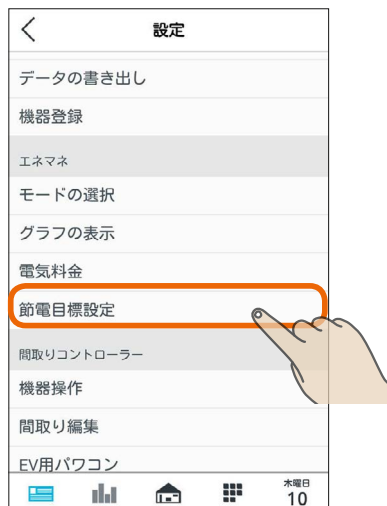 設定
データの書き出し
機器登録
エネマネ
モードの選択
グラフの表示
電気料金
節電目標設定
間取りコントローラー
機器操作
間取り編集
EV用パワコン
木曜日
10